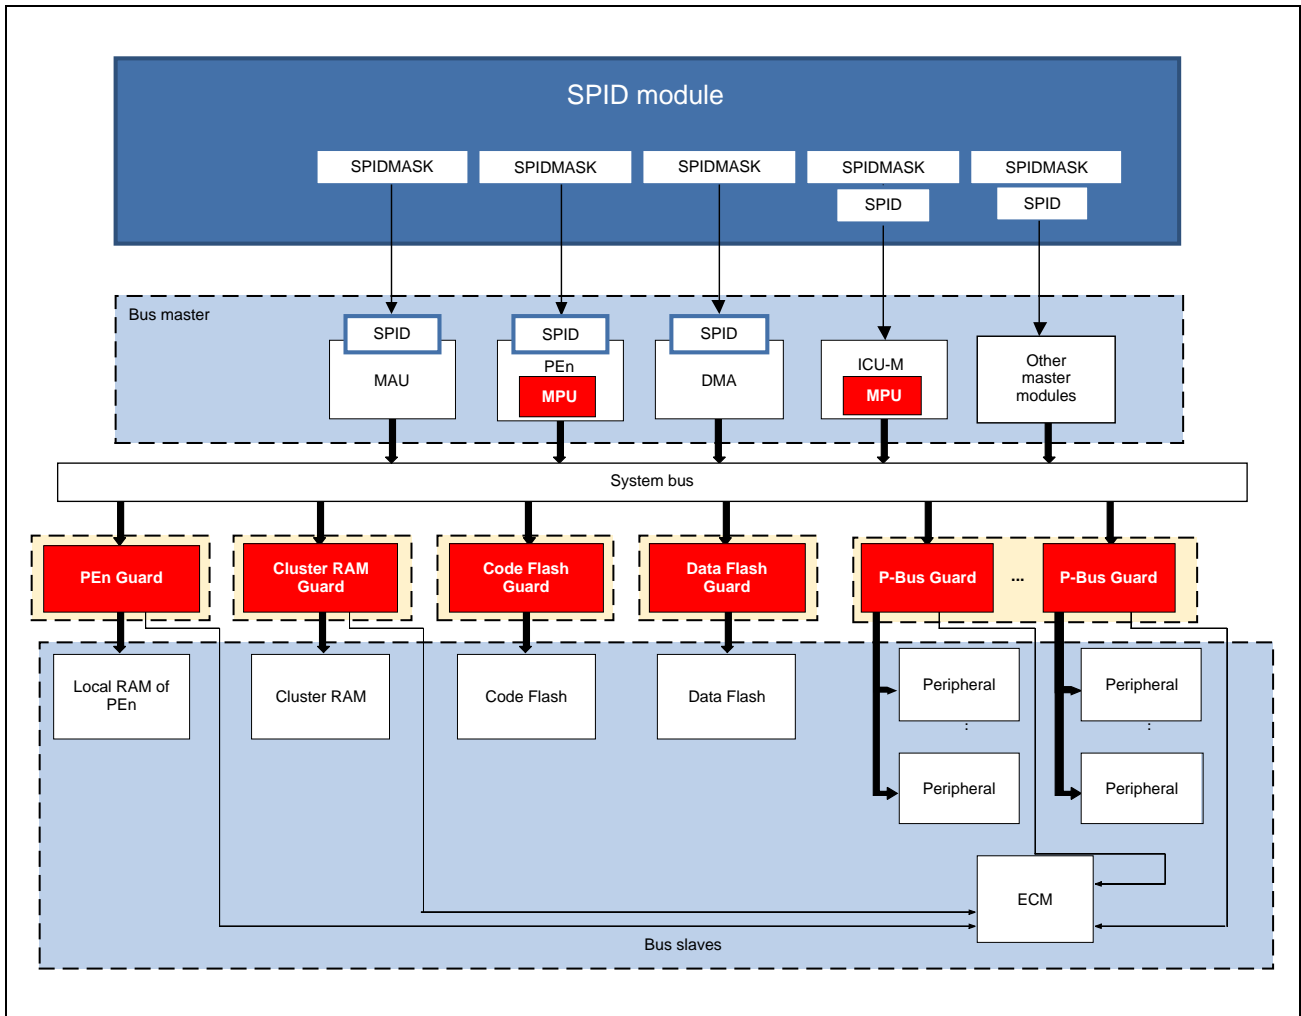 SPID module
SPIDMASK
SPIDMASK
SPIDMASK
SPIDMASK
SPIDMASK
SPID
SPID
Bus master
SPID
SPID
SPID
MAU
PEn
MPU
DMA
ICU-M
MPU
Other
master
modules
System bus
PEn Guard
Cluster RAM
Guard
Code Flash
Guard
Data Flash
Guard
P-Bus Guard
...
P-Bus Guard
Local RAM of
PEn
Cluster RAM
Code Flash
Data Flash
Peripheral
Peripheral
Peripheral
Peripheral
ECM
Bus slaves